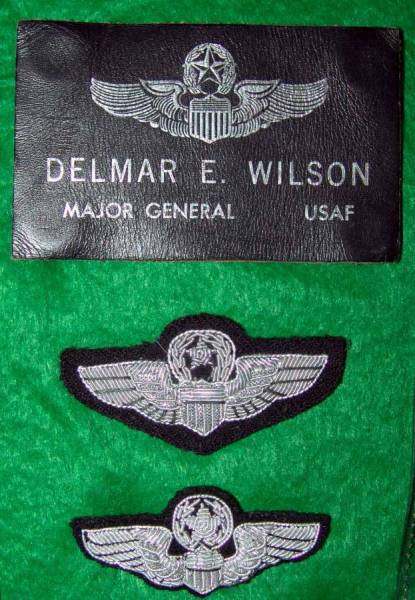 DELMAR E. WILSON
MAJOR GENERAL USAF